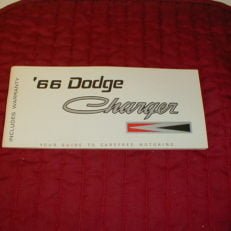 '66 Dodge
Charger
INCLUDES WARRANTY
YOUR GUIDE TO CAREFREE MOTORING